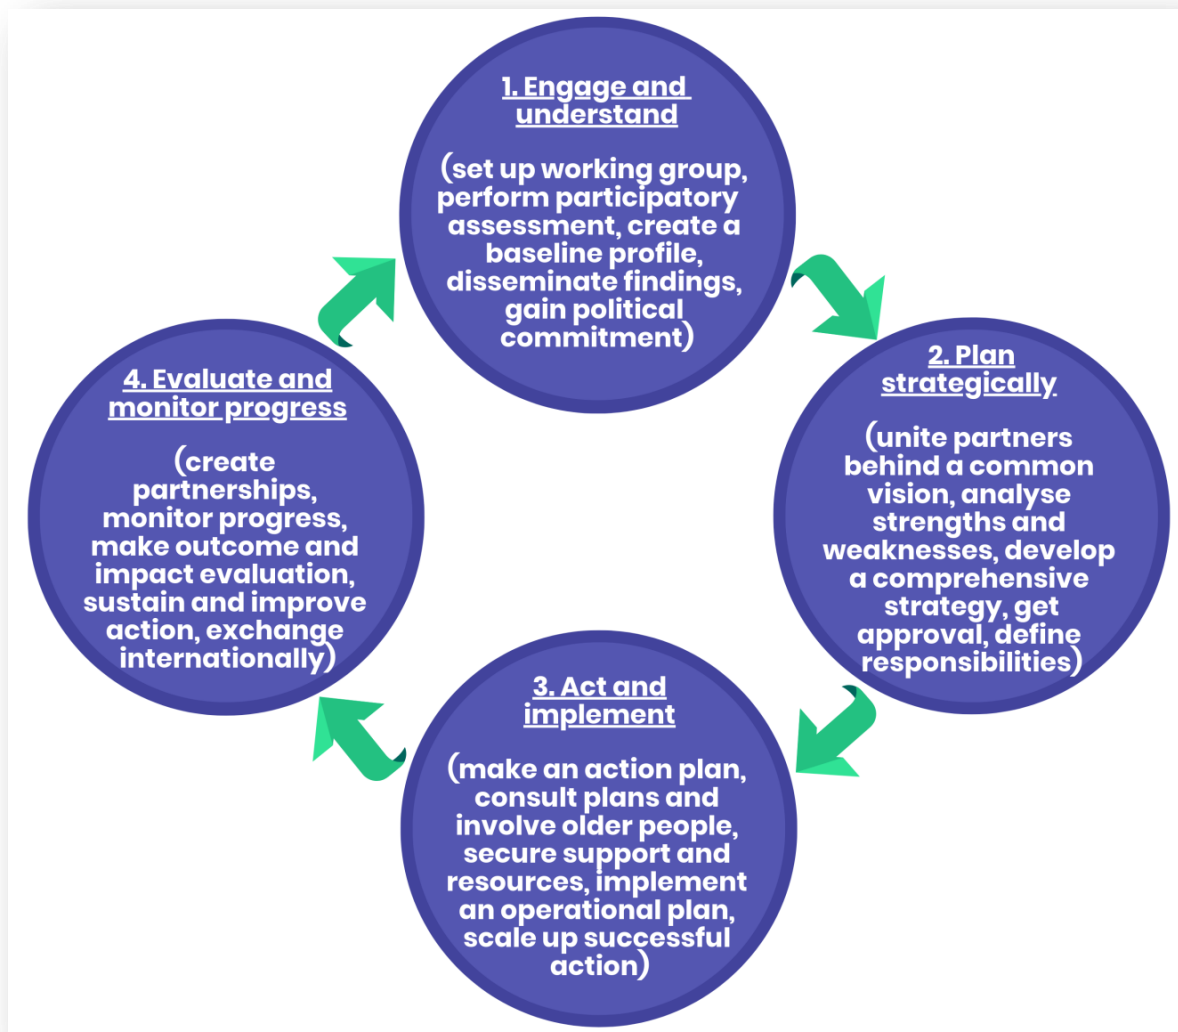 1. Engage and
understand
(set up working group,
perform participatory
assessment, create a
baseline profile,
disseminate findings,
gain political
commitment)
2. Plan
strategically
(unite partners
behind a common
vision, analyse
strengths and
weaknesses, develop
a comprehensive
strategy, get
approval, define
responsibilities)
3. Act and
implement
(make an action plan,
consult plans and
involve older people,
secure support and
resources, implement
an operational plan,
scale up successful
action)
4. Evaluate and
monitor progress
(create
partnerships,
monitor progress,
make outcome and
impact evaluation,
sustain and improve
action, exchange
internationally)